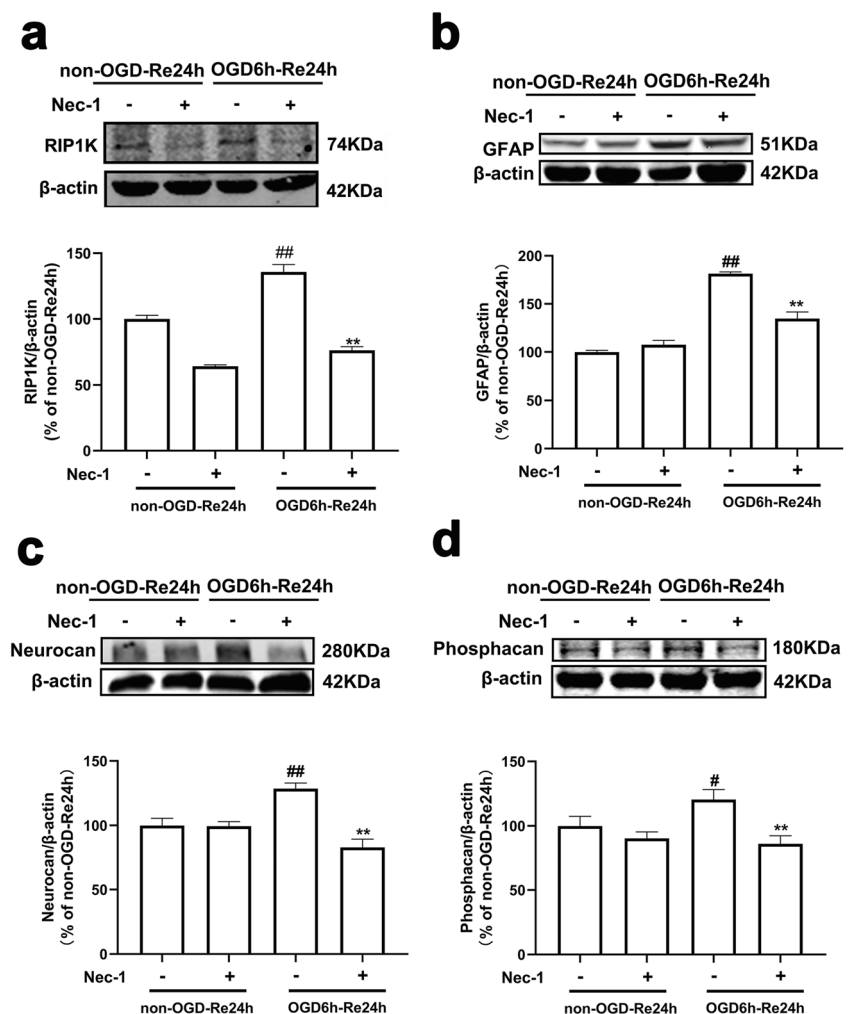 a
non-OGD-Re24h OGD6h-Re24h
Nec-1 - + - +
RIP1K 74KDa
β-actin 42KDa
RIP1K/β-actin
(% of non-OGD-Re24h)
150
100
50
0
##
**
Nec-1 - + - +
non-OGD-Re24h OGD6h-Re24h
b
non-OGD-Re24h OGD6h-Re24h
Nec-1 - + - +
GFAP 51KDa
β-actin 42KDa
GFAP/β-actin
(% of non-OGD-Re24h)
200
150
100
50
0
##
**
Nec-1 - + - +
non-OGD-Re24h OGD6h-Re24h
c
non-OGD-Re24h OGD6h-Re24h
Nec-1 - + - +
Neurocan 280KDa
β-actin 42KDa
Neurocan/β-actin
(% of non-OGD-Re24h)
150
100
50
0
##
**
Nec-1 - + - +
non-OGD-Re24h OGD6h-Re24h
d
non-OGD-Re24h OGD6h-Re24h
Nec-1 - + - +
Phosphacan 180KDa
β-actin 42KDa
Phosphacan/β-actin
(% of non-OGD-Re24h)
150
100
50
0
#
**
Nec-1 - + - +
non-OGD-Re24h OGD6h-Re24h